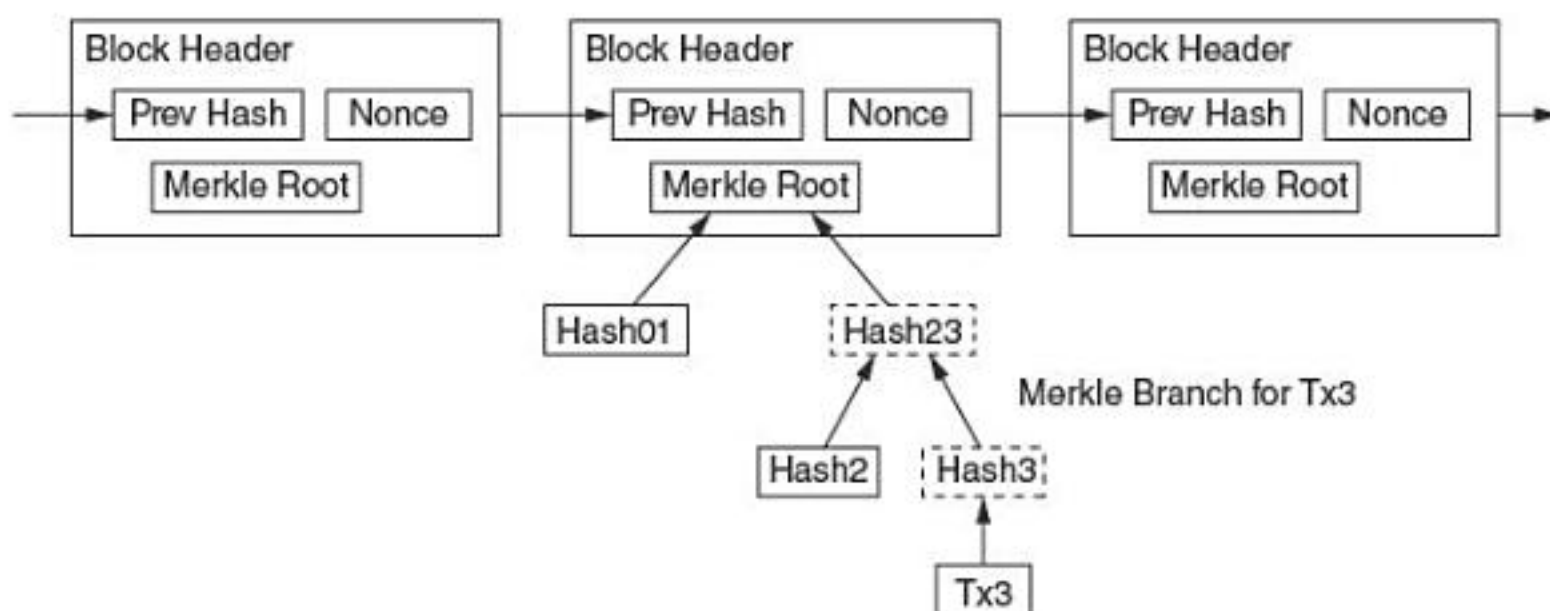 Block Header
Prev Hash
Nonce
Merkle Root
Block Header
Prev Hash
Nonce
Merkle Root
Block Header
Prev Hash
Nonce
Merkle Root
Hash01
Hash23
Merkle Branch for Tx3
Hash2
Hash3
Tx3